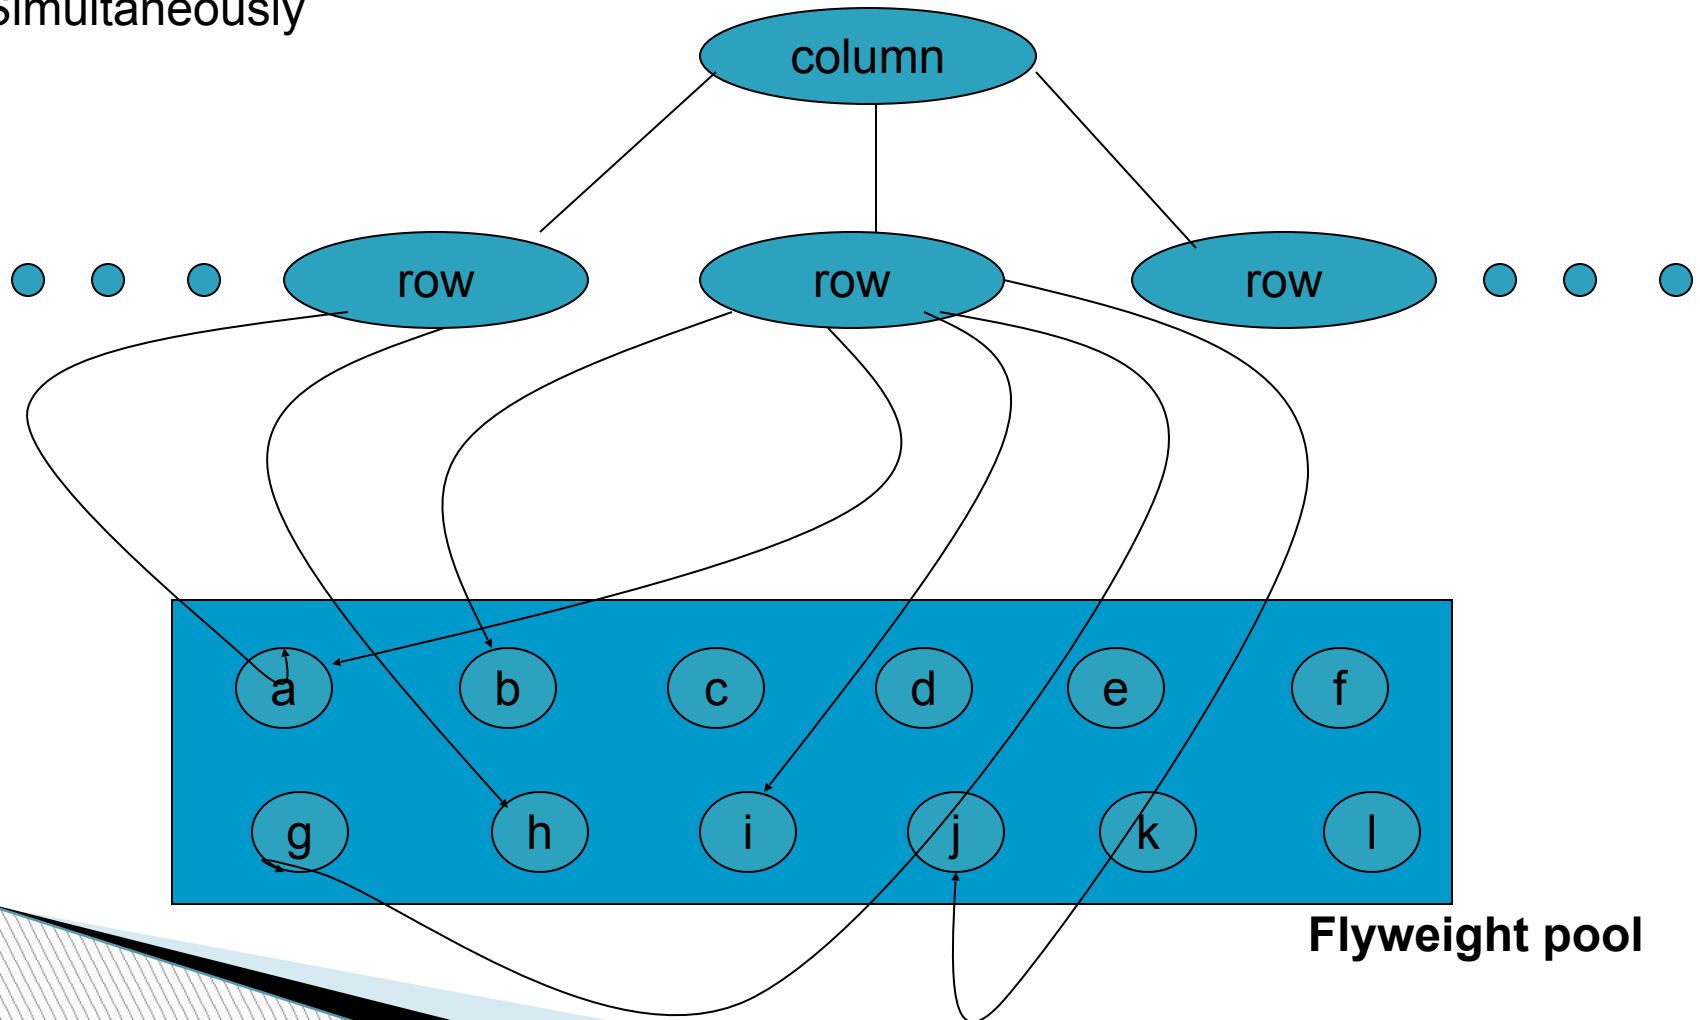 Simultaneously
column
row row row
a b c d e f
g h i j k l
Flyweight pool